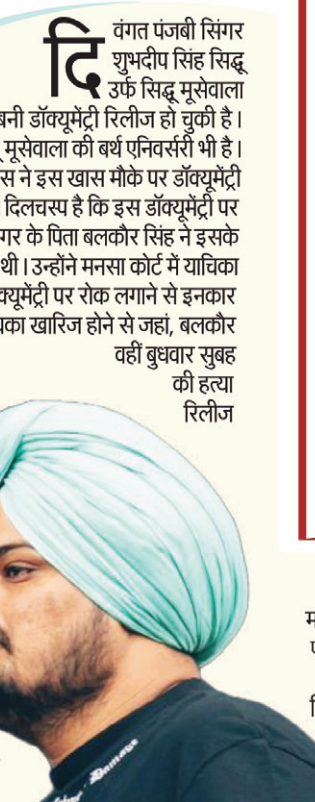 दिवंगत पंजबी सिंगर
शुभदीप सिंह सिद्धू
उर्फ सिद्धू मूसेवाला
बनी डॉक्यूमेंट्री रिलीज हो चुकी है।
मूसेवाला की बर्थ एनिवर्सरी भी है।
स ने इस खास मौके पर डॉक्यूमेंट्री
दिलचस्प है कि इस डॉक्यूमेंट्री पर
गर के पिता बलकौर सिंह ने इसके
थी। उन्होंने मनसा कोर्ट में याचिका
क्यूमेंट्री पर रोक लगाने से इनकार
का खारिज होने से जहां, बलकौर
वहीं बुधवार सुबह
की हत्या
रिलीज
Damage